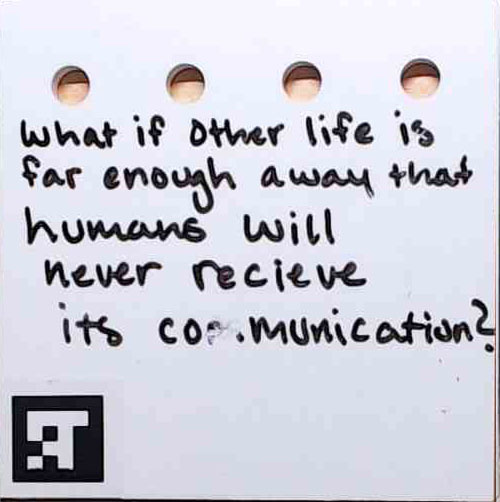 what if other life is
far enough away that
humans will
never recieve
its communication?